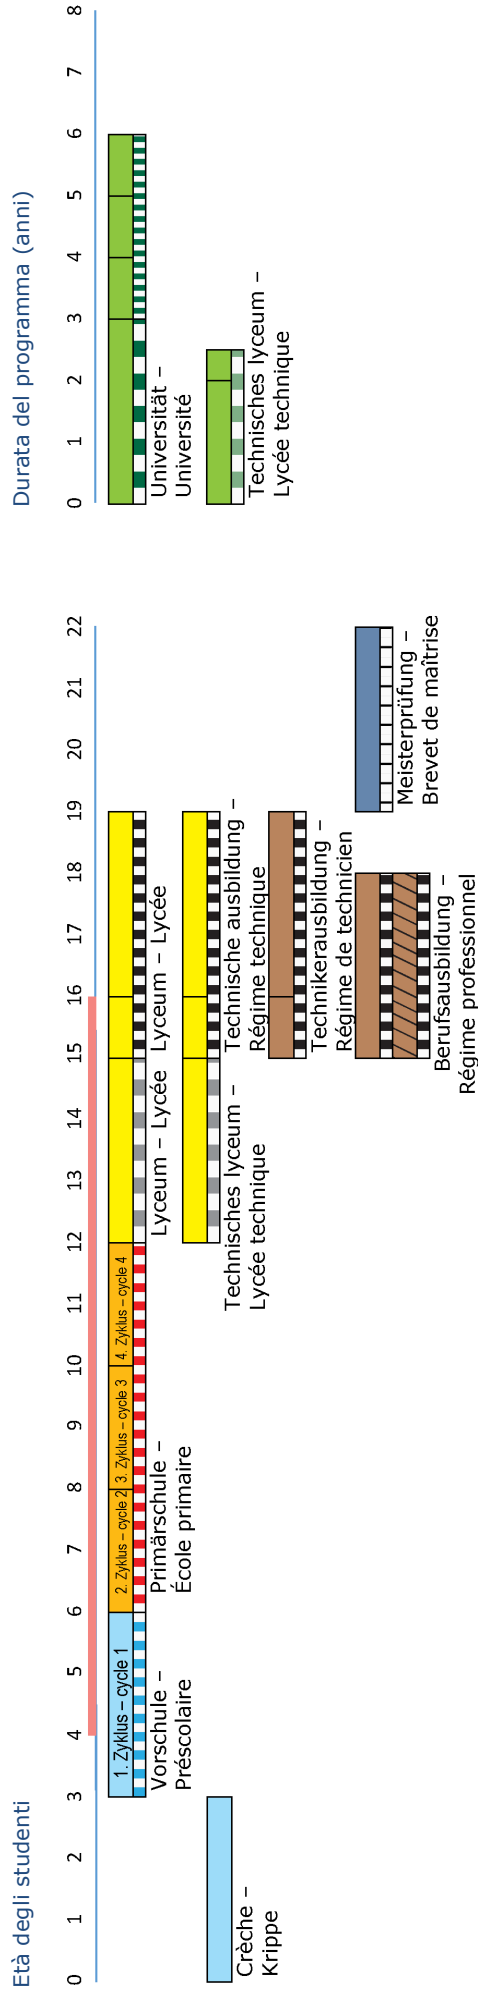 Età degli studenti
Durata del programma (anni)
0 1 2 3 4 5 6 7 8 9 10 11 12 13 14 15 16 17 18 19 20 21 22
0 1 2 3 4 5 6 7 8
1. Zyklus – cycle 1
2. Zyklus – cycle 2
3. Zyklus – cycle 3
4. Zyklus – cycle 4
Vorschule –
Préscolaire
Primärschule –
École primaire
Lyceum – Lycée
Lyceum – Lycée
Universität –
Université
Crèche –
Krippe
Technisches lyceum –
Lycée technique
Technische ausbildung –
Régime technique
Technisches lyceum –
Lycée technique
Technikerausbildung –
Régime de technicien
Meisterprüfung –
Brevet de maîtrise
Berufsausbildung –
Régime professionnel